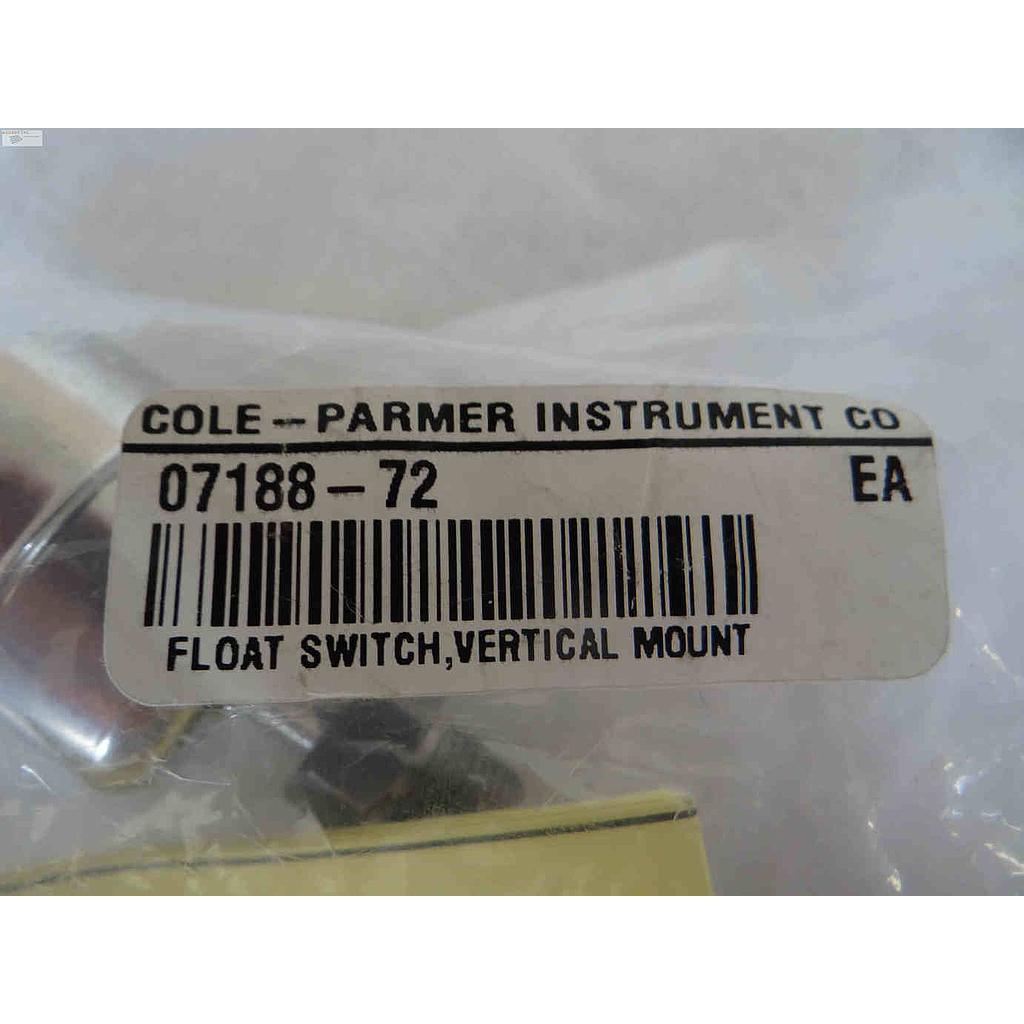 COLE--PARMER INSTRUMENT CO
07188-72 EA
FLOAT SWITCH,VERTICAL MOUNT